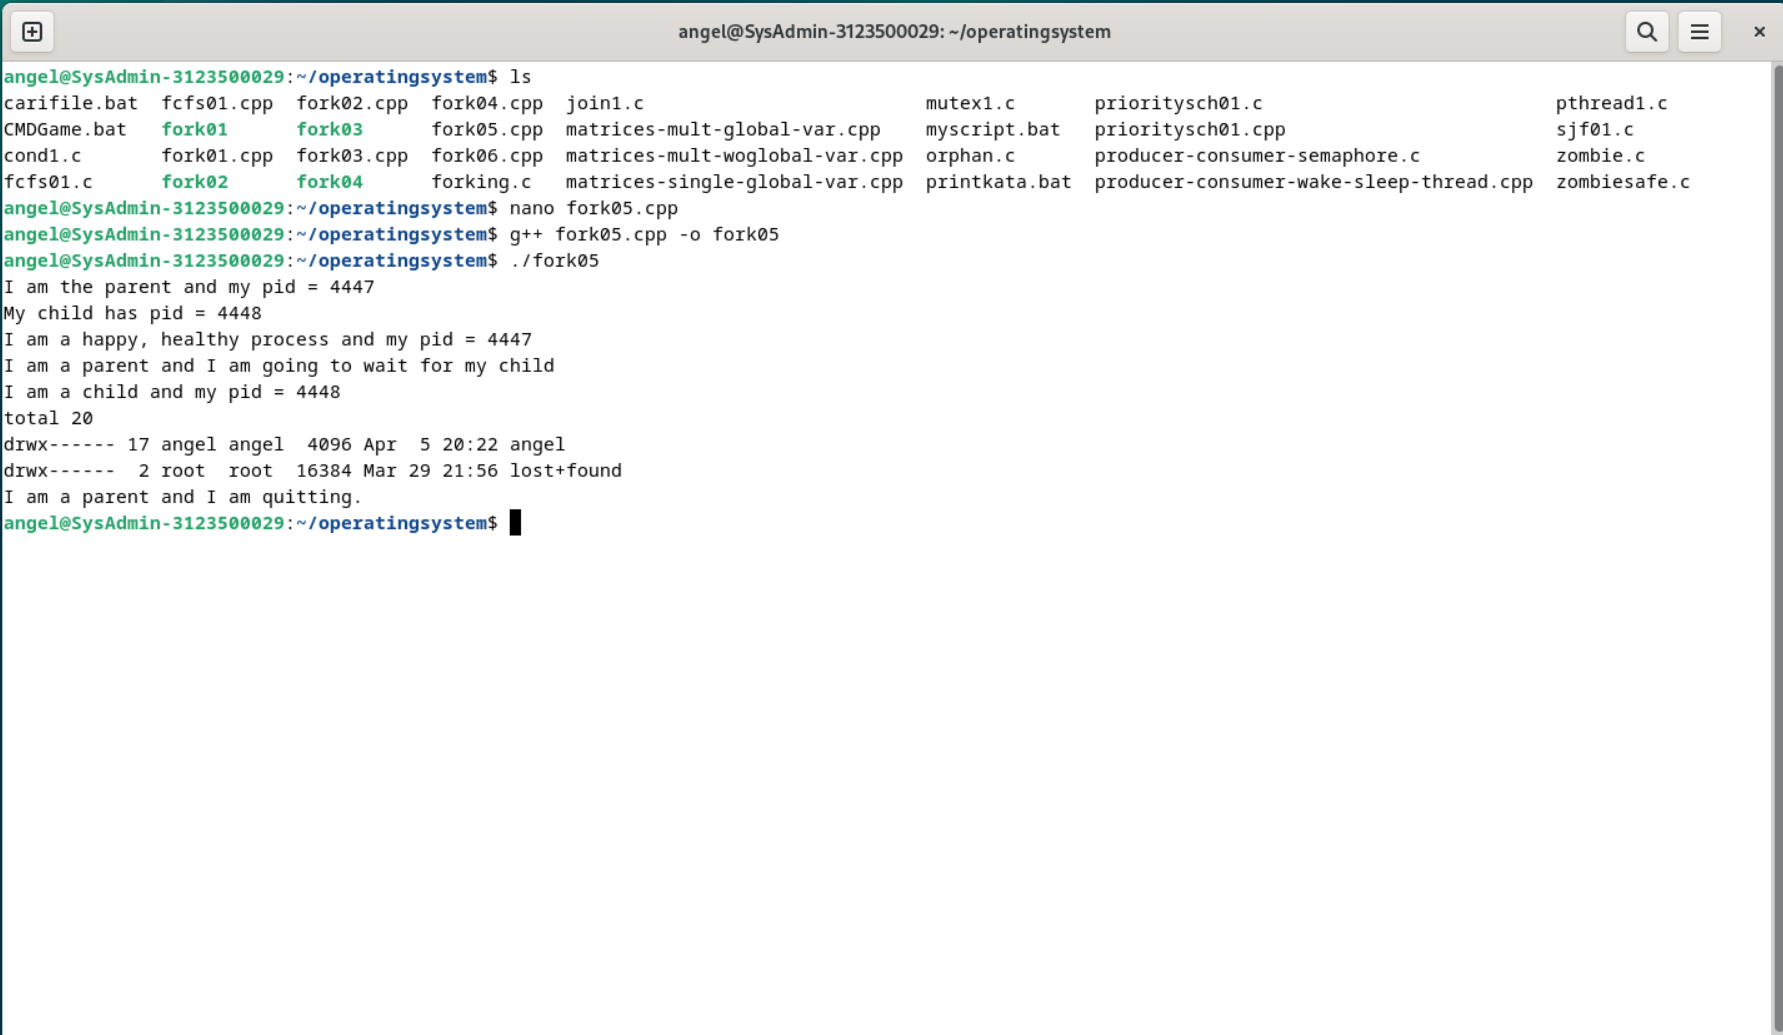 angel@SysAdmin-3123500029: ~/operatingsystem
angel@SysAdmin-3123500029:~/operatingsystem$ ls
carifile.bat  fcfs01.cpp  fork02.cpp  fork04.cpp  join1.c                         mutex1.c      prioritysch01.c                        pthread1.c
CMDGame.bat   fork01      fork03      fork05.cpp  matrices-mult-global-var.cpp    myscript.bat  prioritysch01.cpp                      sjf01.c
cond1.c       fork01.cpp  fork03.cpp  fork06.cpp  matrices-mult-woglobal-var.cpp  orphan.c      producer-consumer-semaphore.c          zombie.c
fcfs01.c      fork02      fork04      forking.c   matrices-single-global-var.cpp  printkata.bat  producer-consumer-wake-sleep-thread.cpp  zombiesafe.c
angel@SysAdmin-3123500029:~/operatingsystem$ nano fork05.cpp
angel@SysAdmin-3123500029:~/operatingsystem$ g++ fork05.cpp -o fork05
angel@SysAdmin-3123500029:~/operatingsystem$ ./fork05
I am the parent and my pid = 4447
My child has pid = 4448
I am a happy, healthy process and my pid = 4447
I am a parent and I am going to wait for my child
I am a child and my pid = 4448
total 20
drwx------ 17 angel angel  4096 Apr  5 20:22 angel
drwx------  2 root  root  16384 Mar 29 21:56 lost+found
I am a parent and I am quitting.
angel@SysAdmin-3123500029:~/operatingsystem$